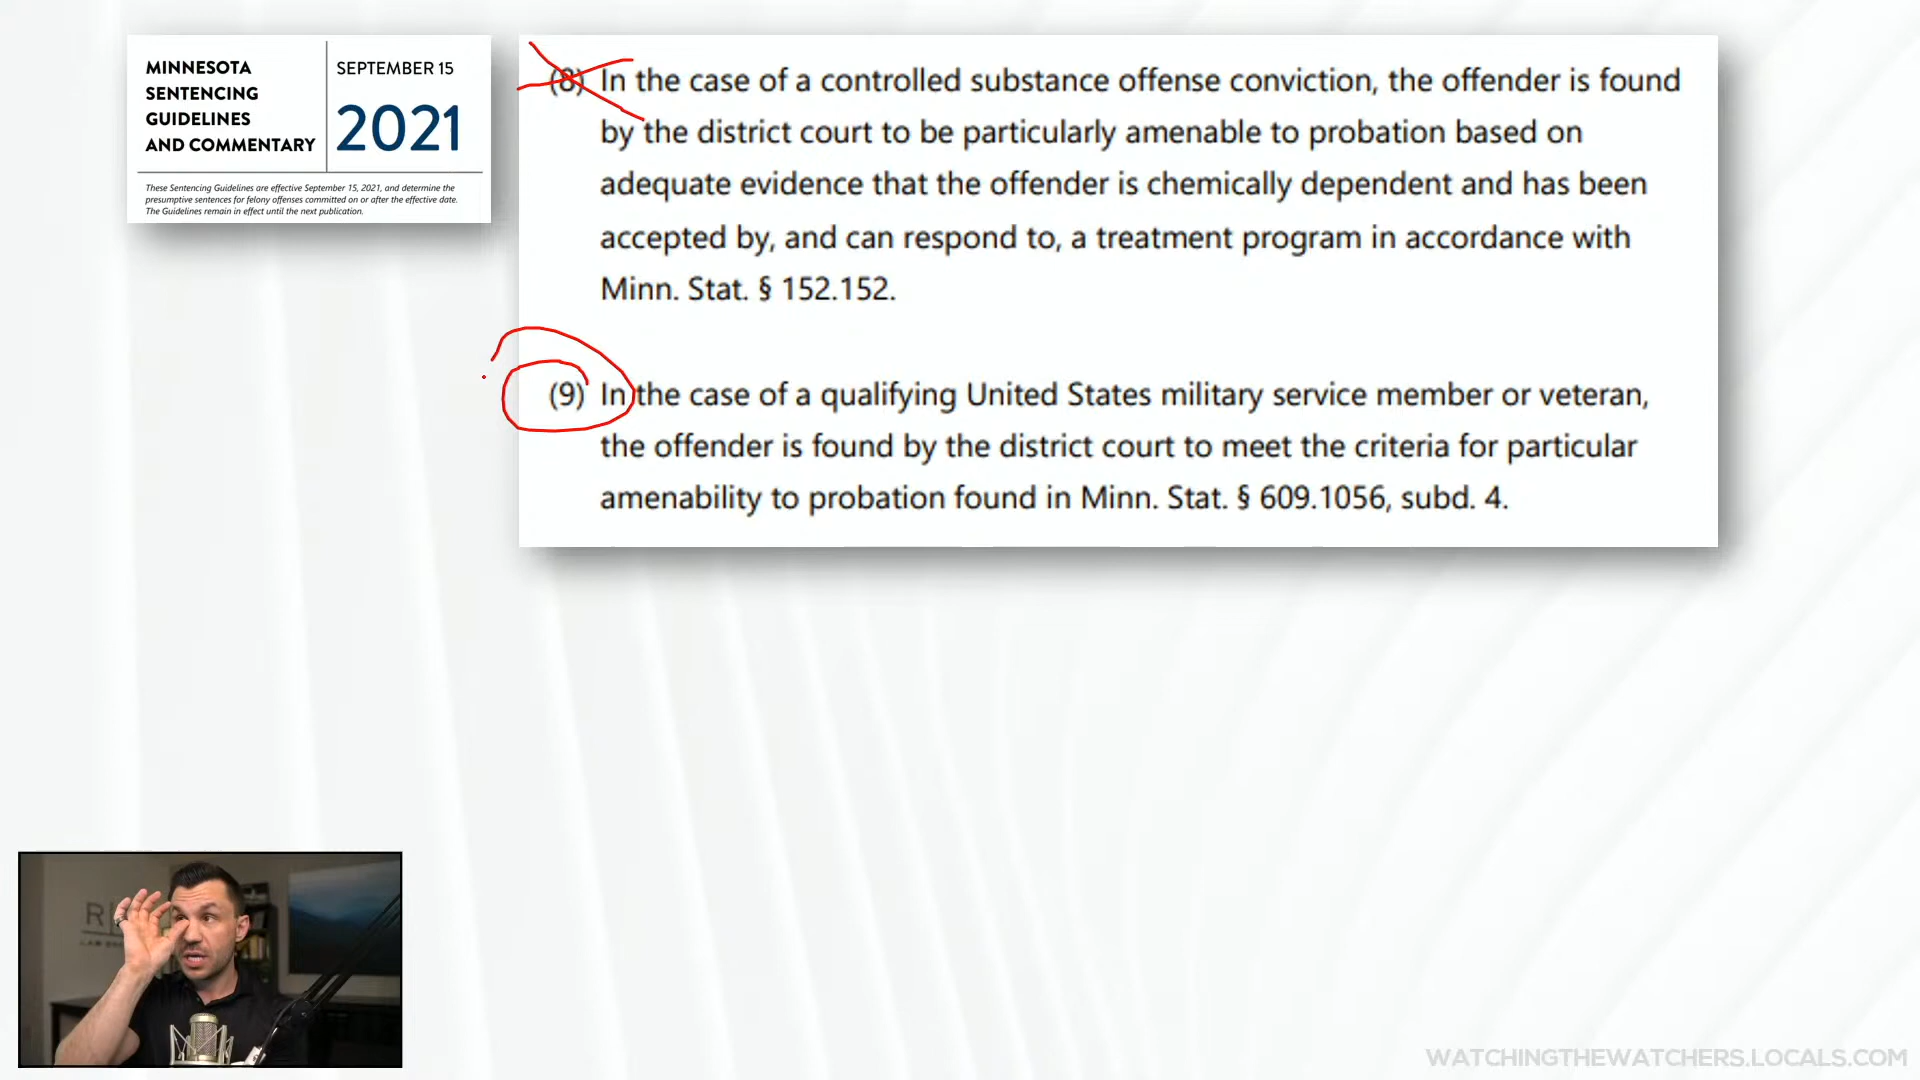 MINNESOTA
SENTENCING
GUIDELINES
AND COMMENTARY
SEPTEMBER 15
2021
These Sentencing Guidelines are effective September 15, 2021, and determine the
presumptive sentences for felony offenses committed on or after the effective date.
The Guidelines remain in effect until the next publication.
(8) In the case of a controlled substance offense conviction, the offender is found
by the district court to be particularly amenable to probation based on
adequate evidence that the offender is chemically dependent and has been
accepted by, and can respond to, a treatment program in accordance with
Minn. Stat. § 152.152.
(9) In the case of a qualifying United States military service member or veteran,
the offender is found by the district court to meet the criteria for particular
amenability to probation found in Minn. Stat. § 609.1056, subd. 4.
R
LAW
WATCHINGTHEWATCHERS.LOCALS.COM